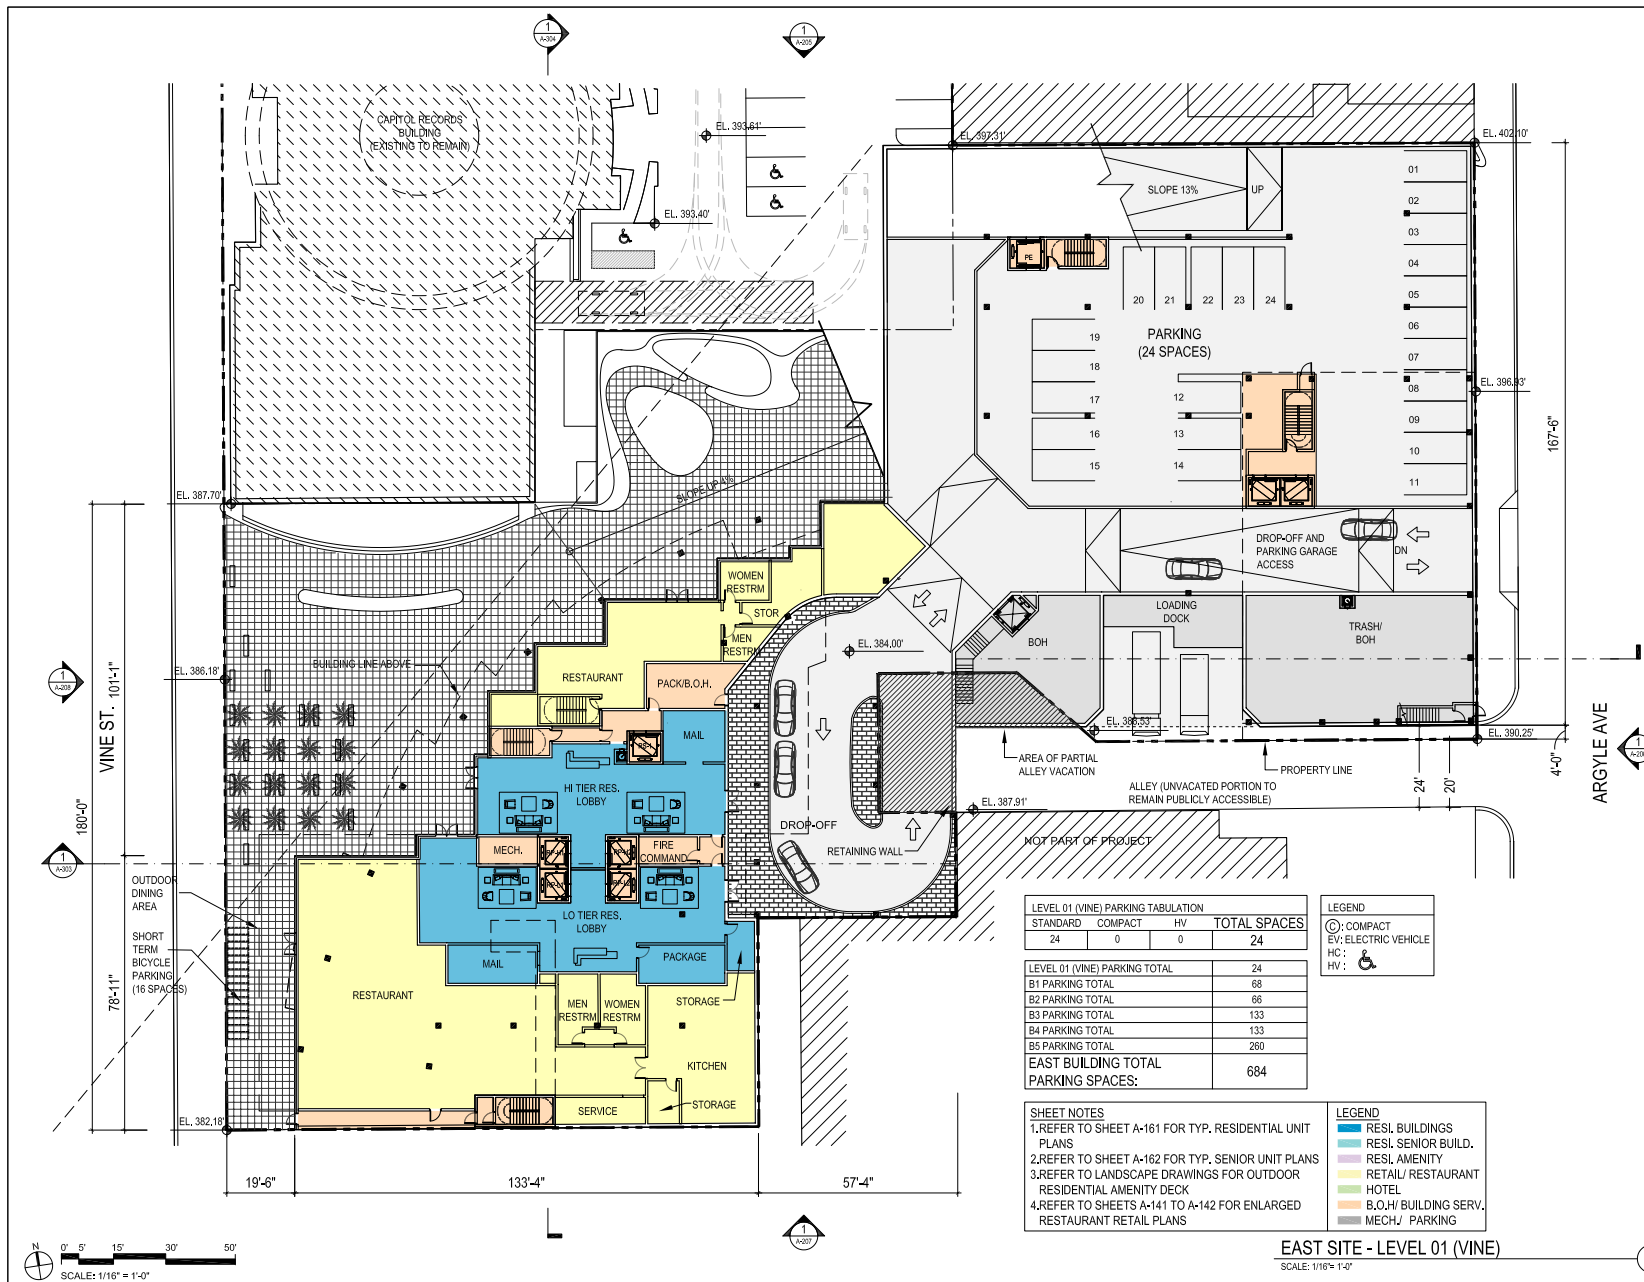 1
A-304
1
A-205
CAPITOL RECORDS
BUILDING
(EXISTING TO REMAIN)
EL. 393.61'
EL. 397.31'
EL. 402.10'
SLOPE 13%
UP
01
02
03
04
05
06
07
08
09
10
11
EL. 393.40'
PE
20
21
22
23
24
PARKING
(24 SPACES)
19
18
17
16
15
12
13
14
EL. 396.93'
167'-6"
EL. 387.70'
SLOPE UP 4%
DROP-OFF AND
PARKING GARAGE
ACCESS
DN
WOMEN
RESTRM
STOR
MEN
RESTRM
LOADING
DOCK
TRASH/
BOH
BOH
EL. 384.00'
BUILDING LINE ABOVE
RESTAURANT
PACK/B.O.H.
EL. 386.18'
1
A-208
VINE ST.
101'-1"
180'-0"
MAIL
HI TIER RES.
LOBBY
EL. 390.25'
4'-0"
ARGYLE AVE
AREA OF PARTIAL
ALLEY VACATION
PROPERTY LINE
ALLEY (UNVACATED PORTION TO
REMAIN PUBLICLY ACCESSIBLE)
24'
20'
EL. 387.91'
DROP-OFF
RETAINING WALL
NOT PART OF PROJECT
MECH.
FIRE
COMMAND
1
A-303
OUTDOOR
DINING
AREA
SHORT
TERM
BICYCLE
PARKING
(16 SPACES)
78'-11"
LO TIER RES.
LOBBY
MAIL
PACKAGE
RESTAURANT
MEN
RESTRM
WOMEN
RESTRM
STORAGE
KITCHEN
SERVICE
STORAGE
EL. 382.18'
19'-6"
133'-4"
57'-4"
1
A-207
LEVEL 01 (VINE) PARKING TABULATION
STANDARD COMPACT HV TOTAL SPACES
24 0 0 24
LEVEL 01 (VINE) PARKING TOTAL 24
B1 PARKING TOTAL 68
B2 PARKING TOTAL 66
B3 PARKING TOTAL 133
B4 PARKING TOTAL 133
B5 PARKING TOTAL 260
EAST BUILDING TOTAL
PARKING SPACES: 684
LEGEND
C : COMPACT
EV: ELECTRIC VEHICLE
HC :
HV :
SHEET NOTES
1.REFER TO SHEET A-161 FOR TYP. RESIDENTIAL UNIT
PLANS
2.REFER TO SHEET A-162 FOR TYP. SENIOR UNIT PLANS
3.REFER TO LANDSCAPE DRAWINGS FOR OUTDOOR
RESIDENTIAL AMENITY DECK
4.REFER TO SHEETS A-141 TO A-142 FOR ENLARGED
RESTAURANT RETAIL PLANS
LEGEND
RESI. BUILDINGS
RESI. SENIOR BUILD.
RESI. AMENITY
RETAIL/ RESTAURANT
HOTEL
B.O.H/ BUILDING SERV.
MECH./ PARKING
N
0' 5' 15' 30' 50'
SCALE: 1/16" = 1'-0"
EAST SITE - LEVEL 01 (VINE)
SCALE: 1/16"= 1'-0"